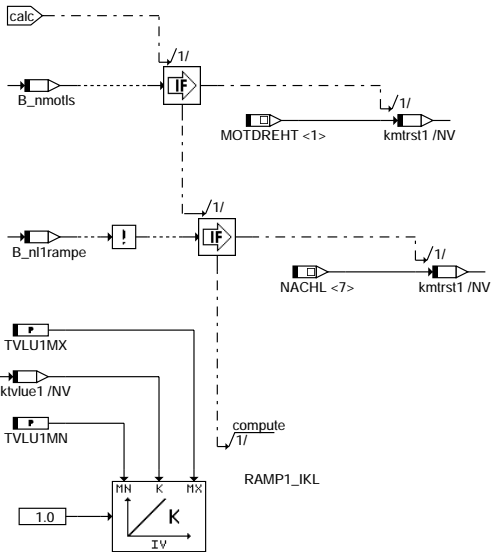 calc
/1/
IF
B_nmotls
/1/
MOTDREHT <1>
kmtrst1 /NV
/1/
!
IF
B_nl1rampe
/1/
NACHL <7>
kmtrst1 /NV
P
TVLU1MX
ktvlue1 /NV
P
TVLU1MN
compute
/1/
RAMP1_IKL
MN K MX
K
1.0
IV